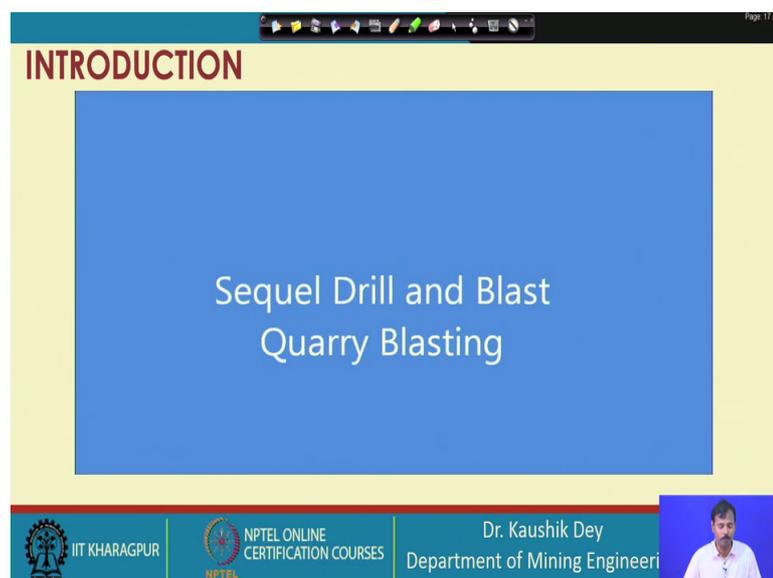 Page: 17
INTRODUCTION
Sequel Drill and Blast
Quarry Blasting
IIT KHARAGPUR
NPTEL
NPTEL ONLINE
CERTIFICATION COURSES
Dr. Kaushik Dey
Department of Mining Engineeri